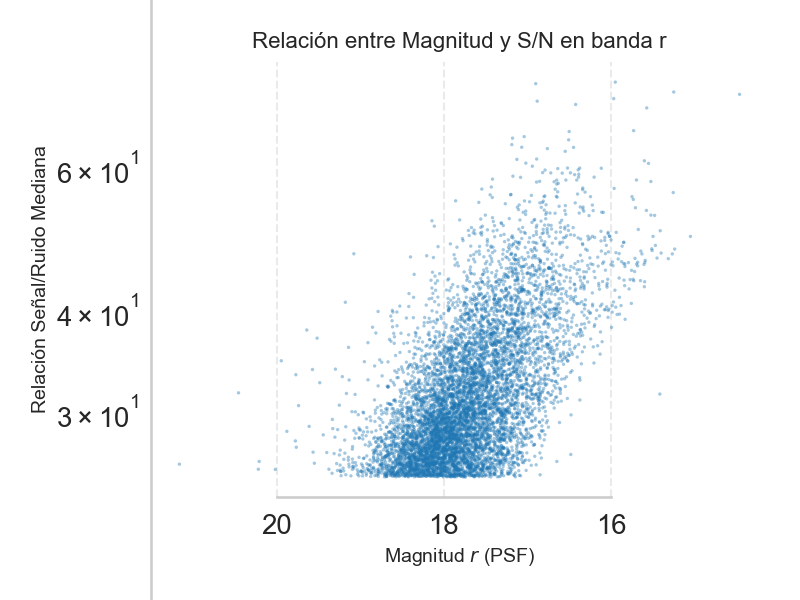 Relación entre Magnitud y S/N en banda r
Relación Señal/Ruido Mediana
6 × 10¹
4 × 10¹
3 × 10¹
20 18 16
Magnitud r (PSF)